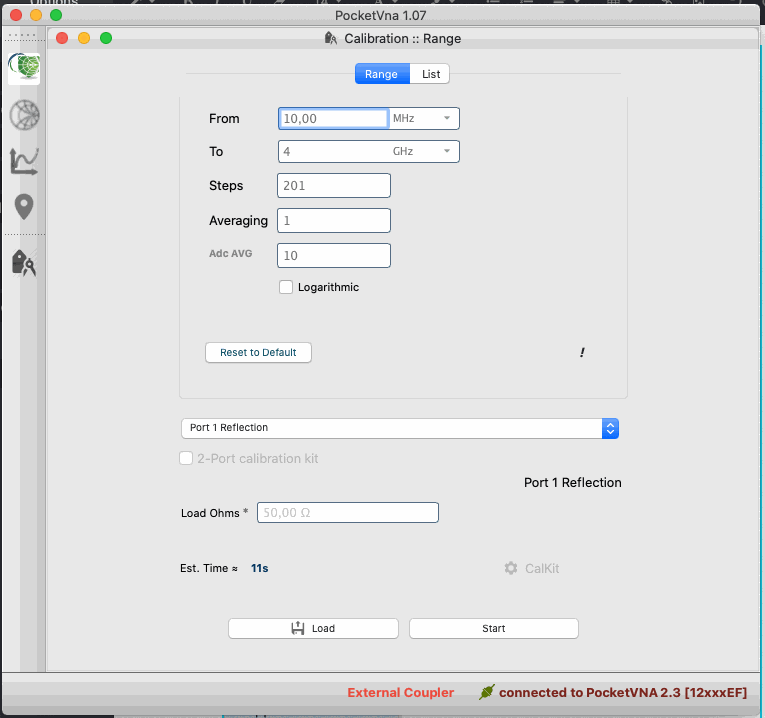 Options
PocketVna 1.07
Calibration :: Range
Range List
From 10,00 MHz
To 4 GHz
Steps 201
Averaging 1
Adc AVG 10
Logarithmic
Reset to Default !
Port 1 Reflection
2-Port calibration kit
Port 1 Reflection
Load Ohms * 50,00 Ω
Est. Time ≈ 11s CalKit
Load Start
External Coupler connected to PocketVNA 2.3 [12xxxEF]